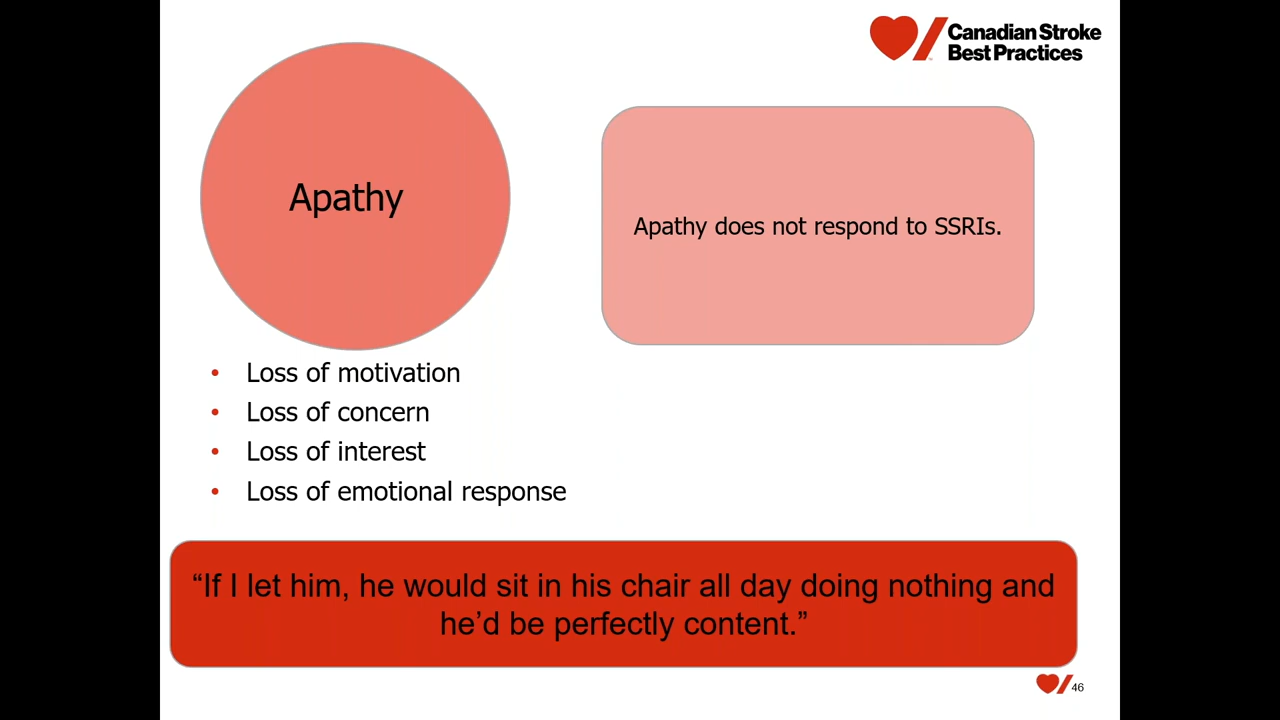 Canadian Stroke
Best Practices
Apathy
Apathy does not respond to SSRIs.
• Loss of motivation
• Loss of concern
• Loss of interest
• Loss of emotional response
“If I let him, he would sit in his chair all day doing nothing and
he’d be perfectly content.”
46